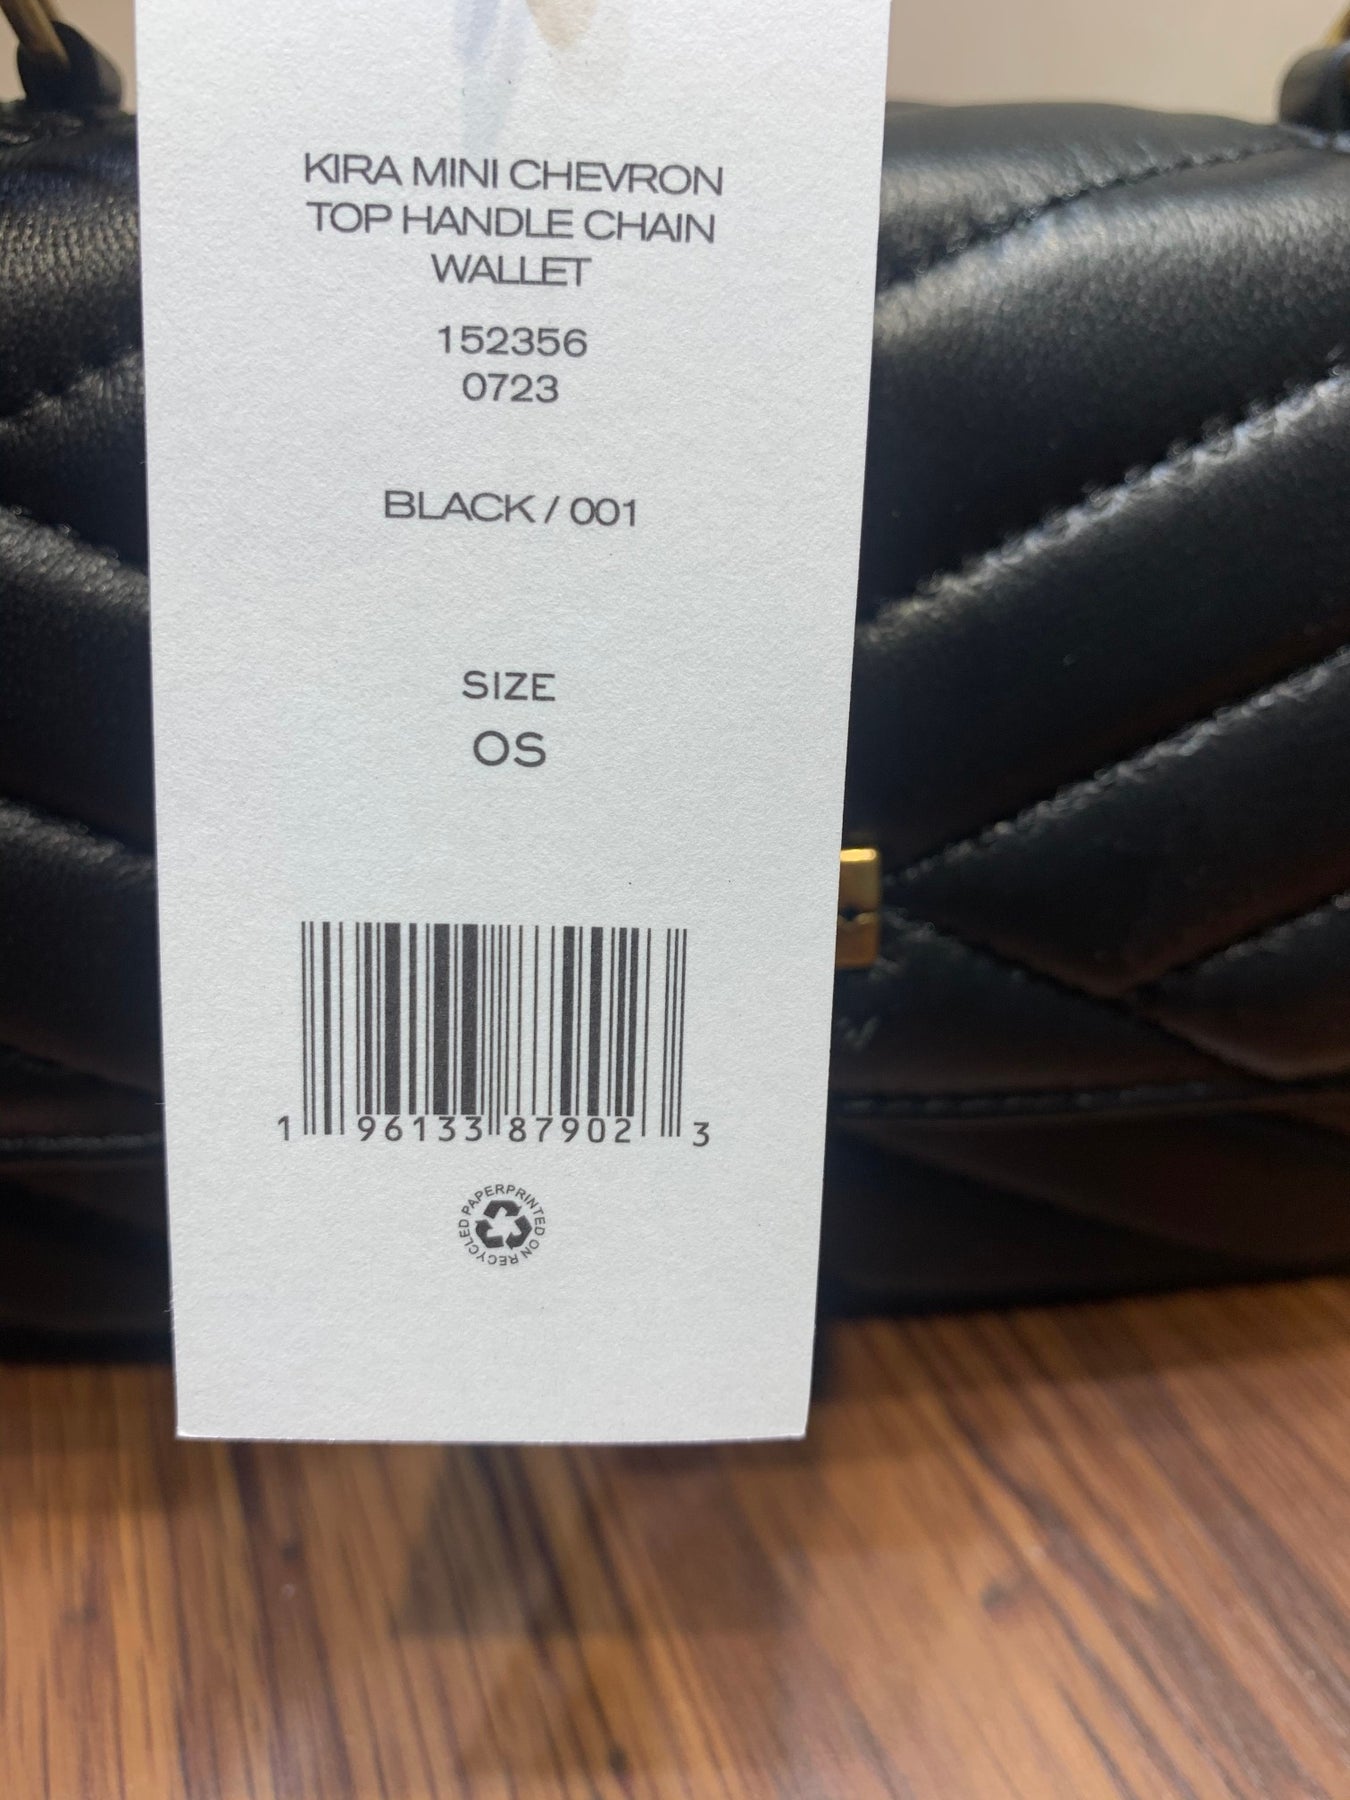 KIRA MINI CHEVRON
TOP HANDLE CHAIN
WALLET
152356
0723
BLACK / 001
SIZE
OS
1 96133 87902 3
PRINTED ON RECYCLED PAPER